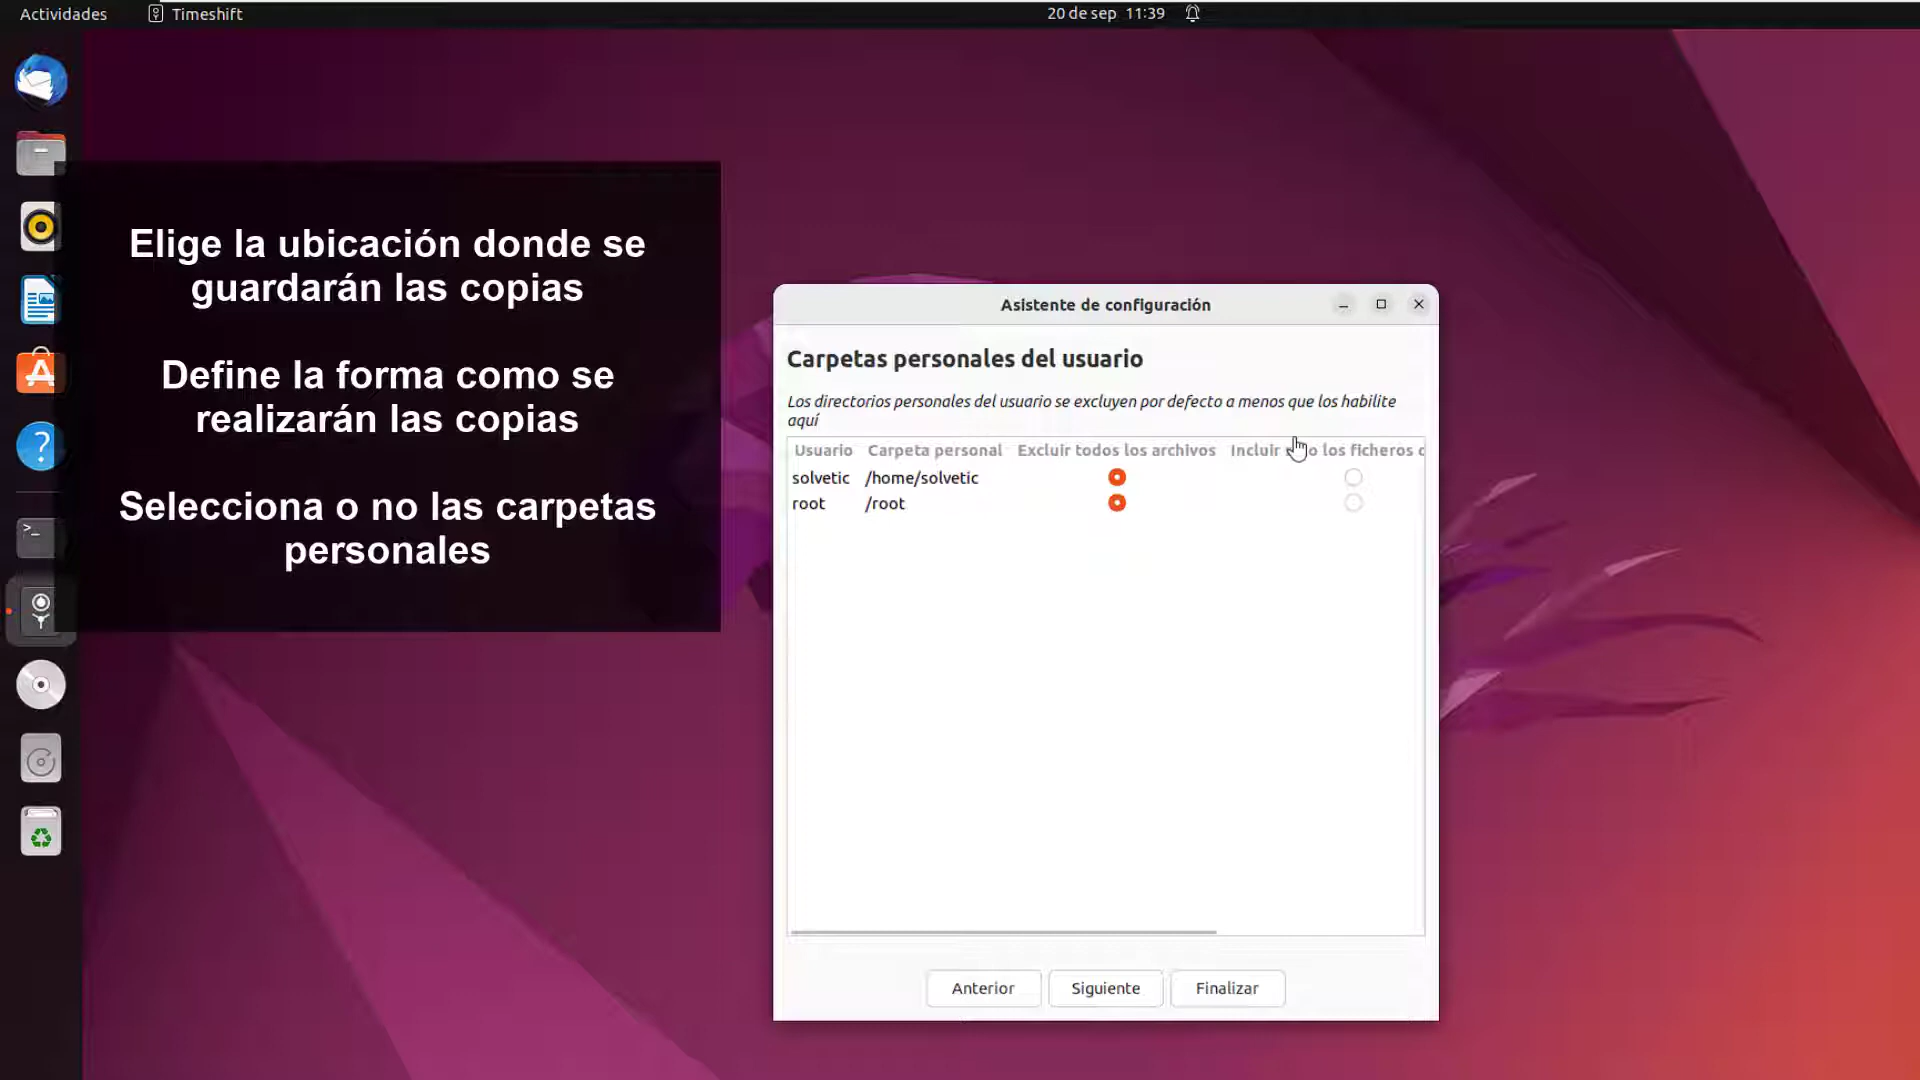 Actividades
Timeshift
20 de sep 11:39
Elige la ubicación donde se
guardarán las copias
Define la forma como se
realizarán las copias
Selecciona o no las carpetas
personales
Asistente de configuración
Carpetas personales del usuario
Los directorios personales del usuario se excluyen por defecto a menos que los habilite
aquí
Usuario Carpeta personal Excluir todos los archivos Incluir los ficheros
solvetic /home/solvetic
root /root
Anterior Siguiente Finalizar